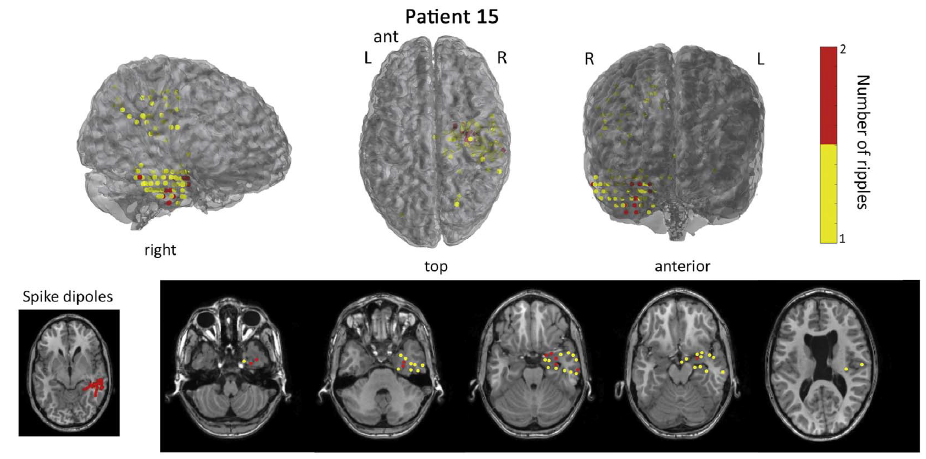 Patient 15
ant
L
R
R
L
2
Number of ripples
1
right
top
anterior
Spike dipoles